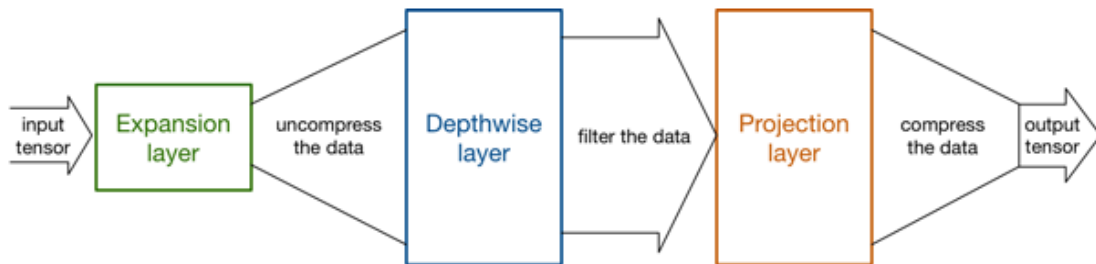 input
tensor
Expansion
layer
uncompress
the data
Depthwise
layer
filter the data
Projection
layer
compress
the data
output
tensor